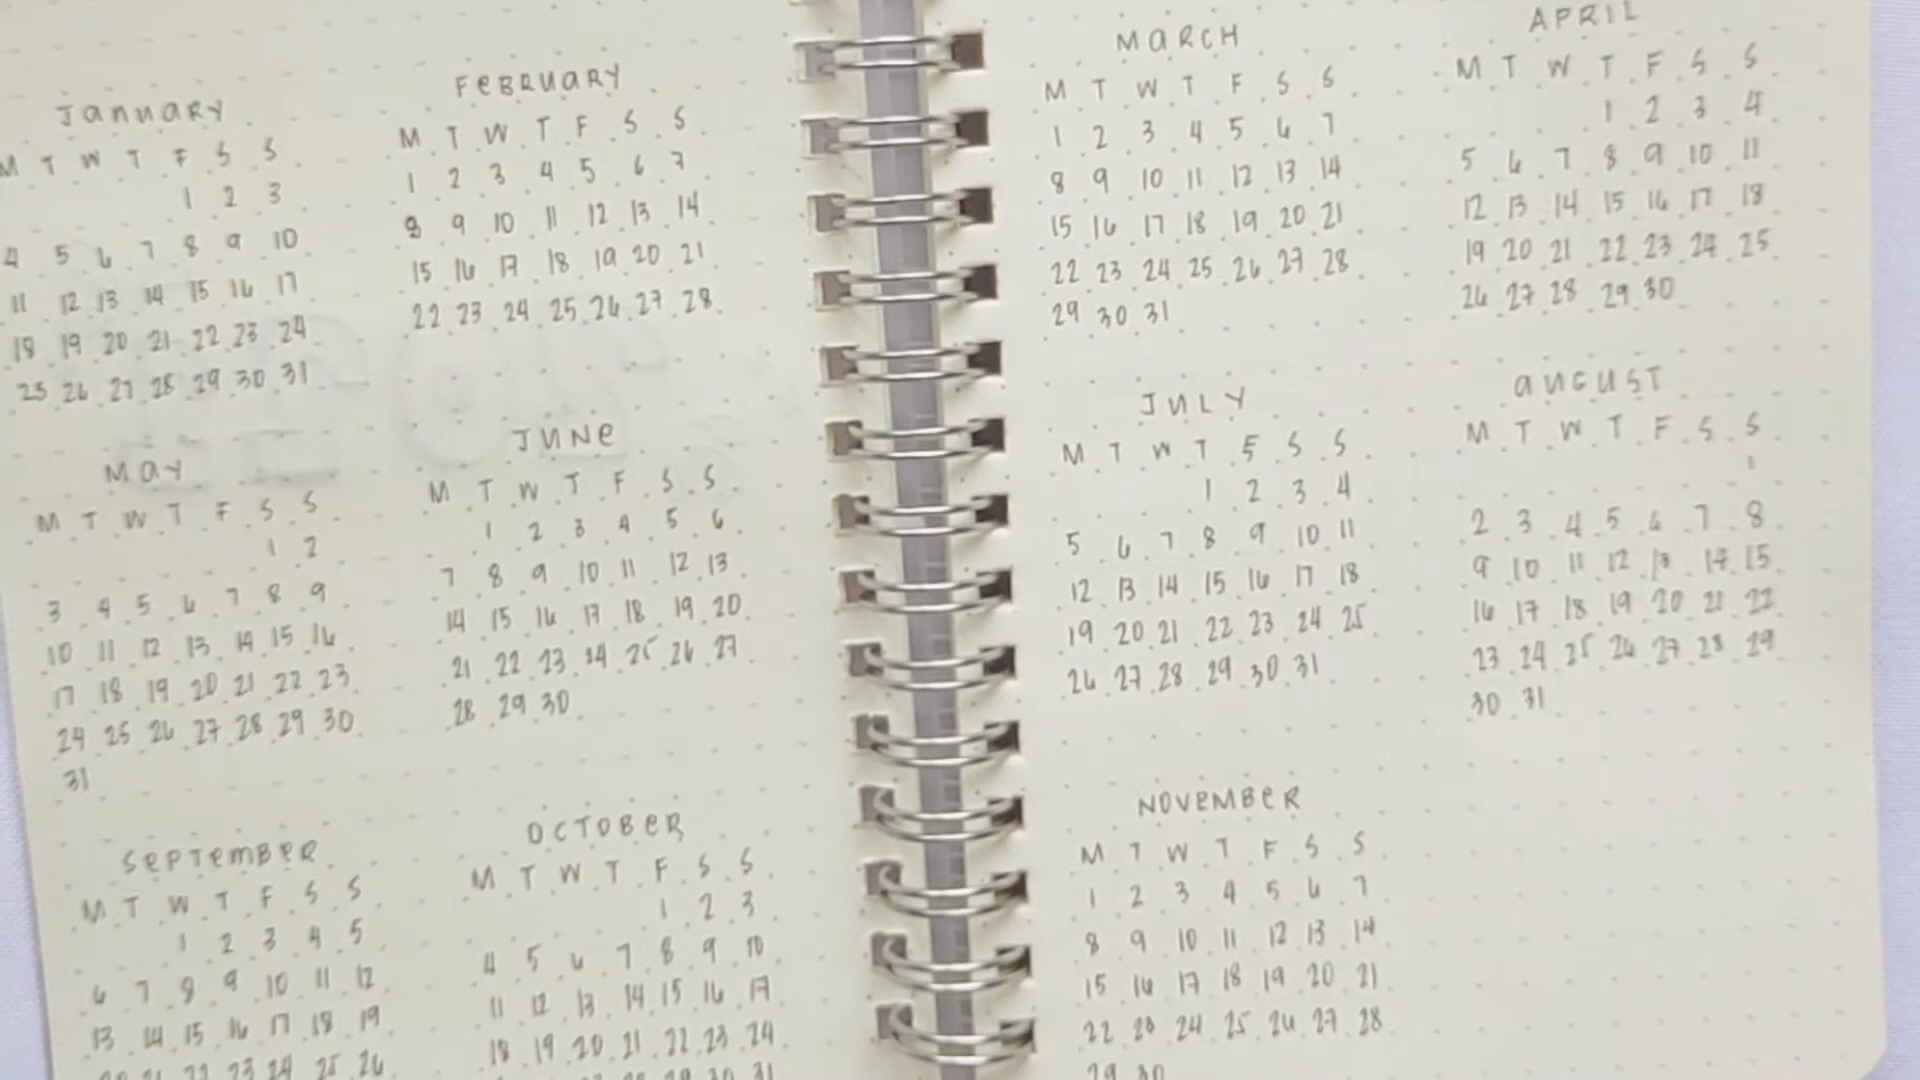 January
M T W T F S S
1 2 3
4 5 6 7 8 9 10
11 12 13 14 15 16 17
18 19 20 21 22 23 24
25 26 27 28 29 30 31
February
M T W T F S S
1 2 3 4 5 6 7
8 9 10 11 12 13 14
15 16 17 18 19 20 21
22 23 24 25 26 27 28
March
M T W T F S S
1 2 3 4 5 6 7
8 9 10 11 12 13 14
15 16 17 18 19 20 21
22 23 24 25 26 27 28
29 30 31
April
M T W T F S S
1 2 3 4
5 6 7 8 9 10 11
12 13 14 15 16 17 18
19 20 21 22 23 24 25
26 27 28 29 30
May
M T W T F S S
1 2
3 4 5 6 7 8 9
10 11 12 13 14 15 16
17 18 19 20 21 22 23
24 25 26 27 28 29 30
31
June
M T W T F S S
1 2 3 4 5 6
7 8 9 10 11 12 13
14 15 16 17 18 19 20
21 22 23 24 25 26 27
28 29 30
July
M T W T 5 S S
1 2 3 4
5 6 7 8 9 10 11
12 13 14 15 16 17 18
19 20 21 22 23 24 25
26 27 28 29 30 31
August
M T W T F S S
1
2 3 4 5 6 7 8
9 10 11 12 13 14 15
16 17 18 19 20 21 22
23 24 25 26 27 28 29
30 31
September
M T W T F S S
1 2 3 4 5
6 7 8 9 10 11 12
13 14 15 16 17 18 19
22 23 24 25 26
October
M T W T F S S
1 2 3
4 5 6 7 8 9 10
11 12 13 14 15 16 17
18 19 20 21 22 23 24
29 30 31
November
M T W T F S S
1 2 3 4 5 6 7
8 9 10 11 12 13 14
15 16 17 18 19 20 21
22 23 24 25 26 27 28
29 30